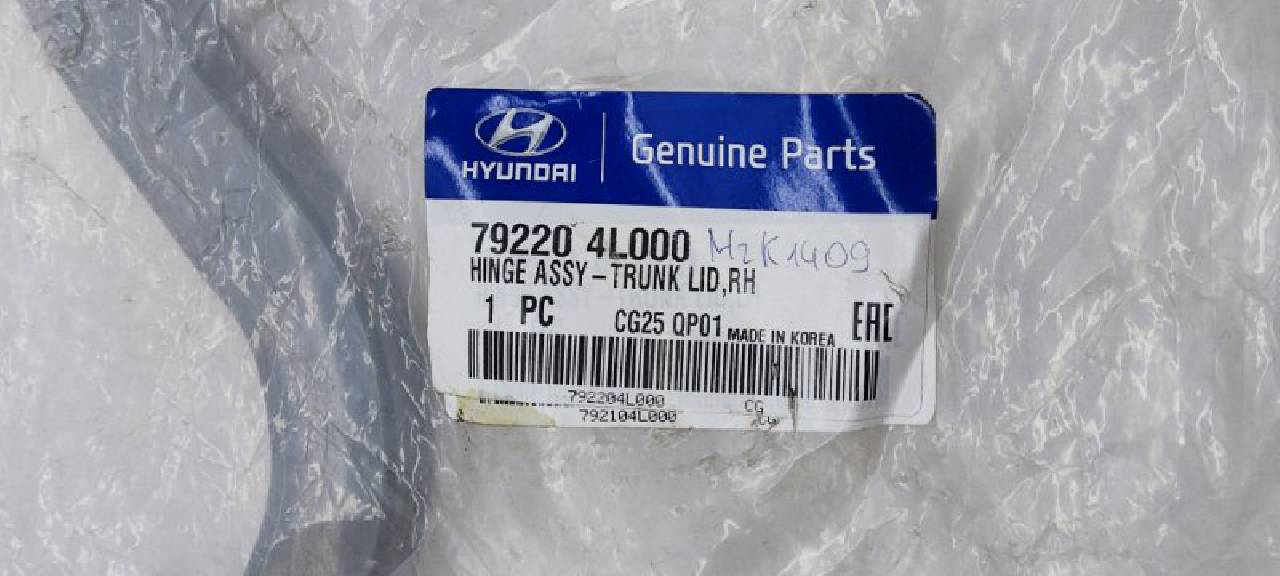 HYUNDAI
Genuine Parts
79220 4L000 MzK1409
HINGE ASSY-TRUNK LID,RH
1 PC CG25 QP01 MADE IN KOREA EAC
792204L000 CG
792104L000